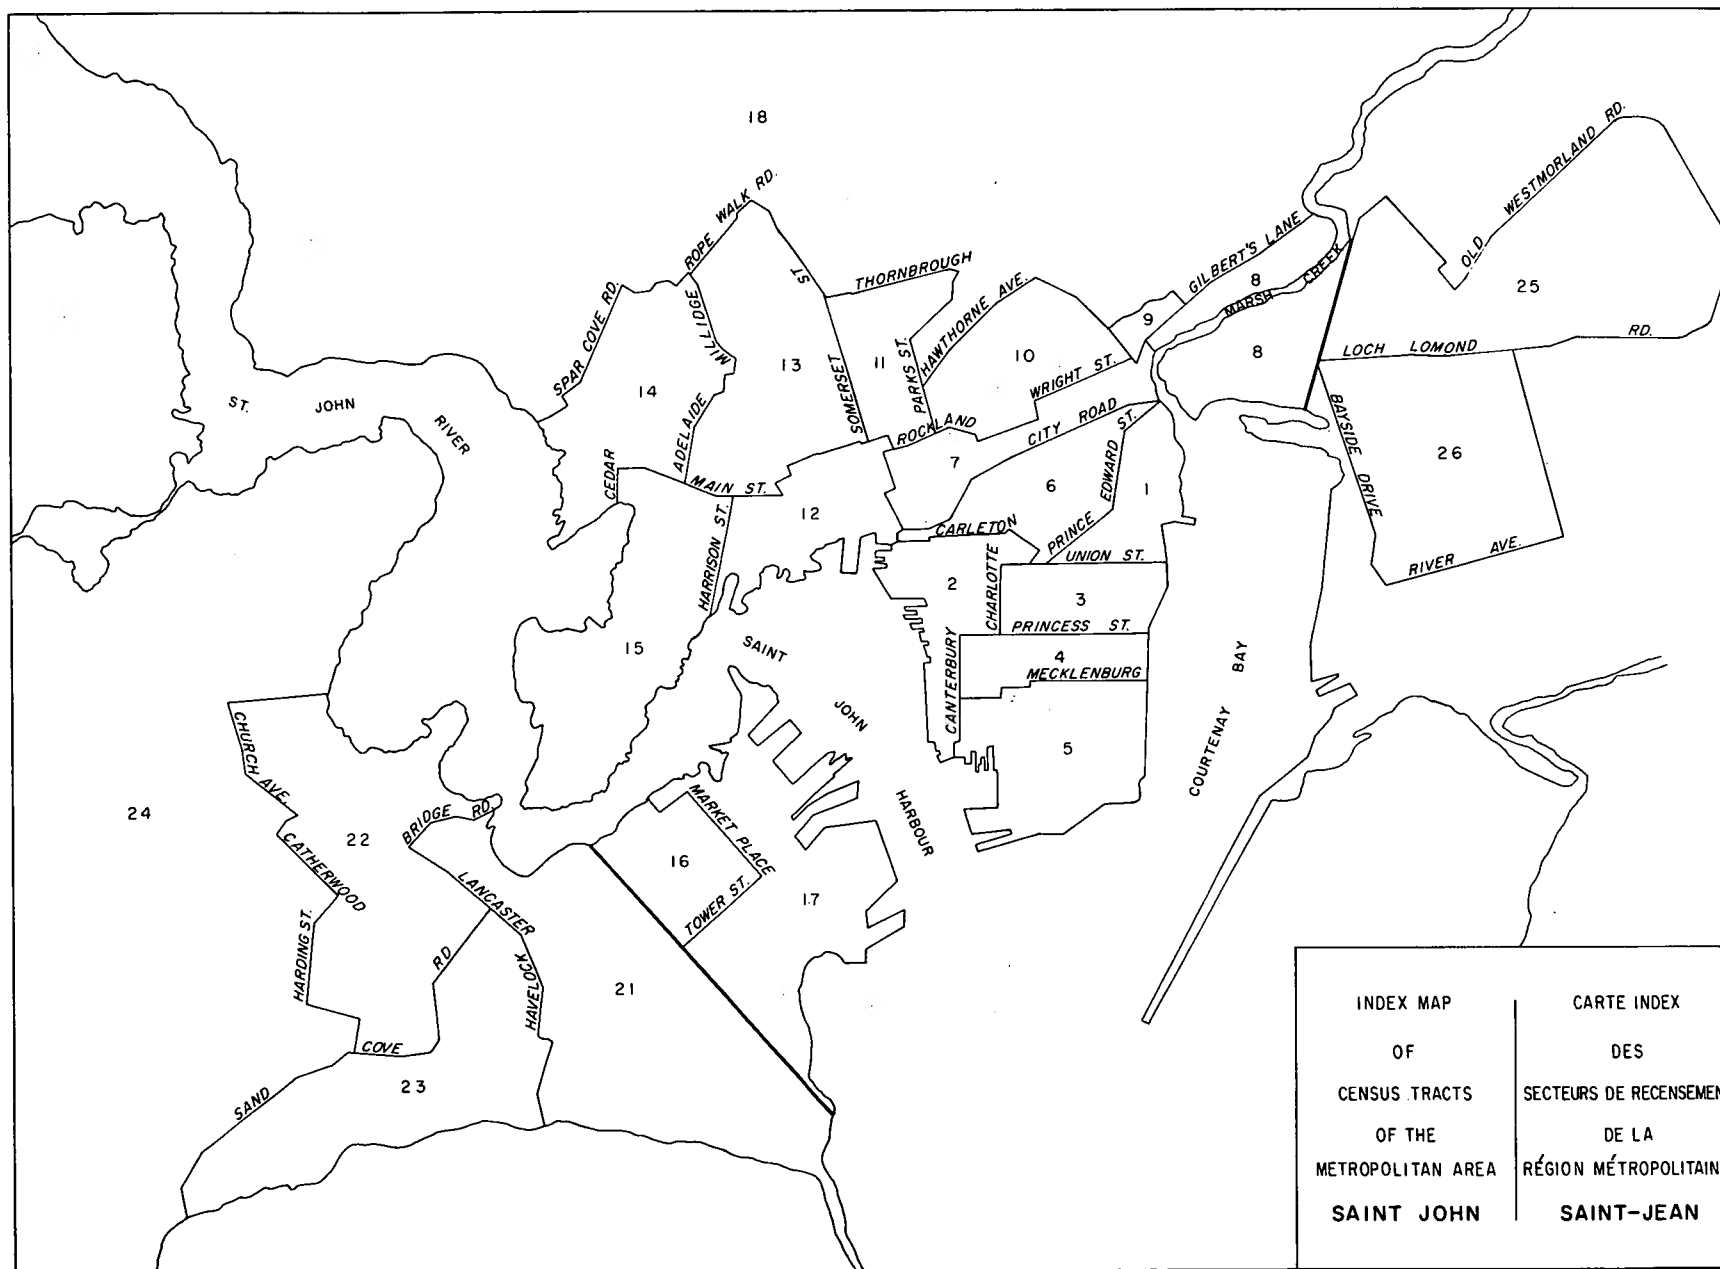 18
ROPE WALK RD.
SPAR COVE RD.
MILLIDGE
ST
THORNBROUGH
HAWTHORNE AVE.
GILBERT'S LANE
MARSH CREEK
OLD WESTMORLAND RD.
8
25
9
ST. JOHN RIVER
14
13
11
10
8
SOMERSET
PARKS ST.
WRIGHT ST.
LOCH LOMOND RD.
ADELAIDE
CEDAR
MAIN ST.
ROCKLAND
CITY ROAD
PRINCE EDWARD ST.
BAYSIDE DRIVE
7
6
1
26
12
HARRISON ST.
CARLETON
UNION ST.
RIVER AVE.
2
CHARLOTTE
3
PRINCESS ST.
15
4
MECKLENBURG
CANTERBURY
SAINT JOHN HARBOUR
COURTENAY BAY
5
CHURCH AVE.
24
22
BRIDGE RD.
CATHERWOOD
LANCASTER
MARKET PLACE
16
TOWER ST.
17
HARDING ST.
RD
HAVELOCK
21
SAND COVE
23
INDEX MAP
OF
CENSUS TRACTS
OF THE
METROPOLITAN AREA
SAINT JOHN
CARTE INDEX
DES
SECTEURS DE RECENSEMEN
DE LA
RÉGION MÉTROPOLITAIN
SAINT-JEAN